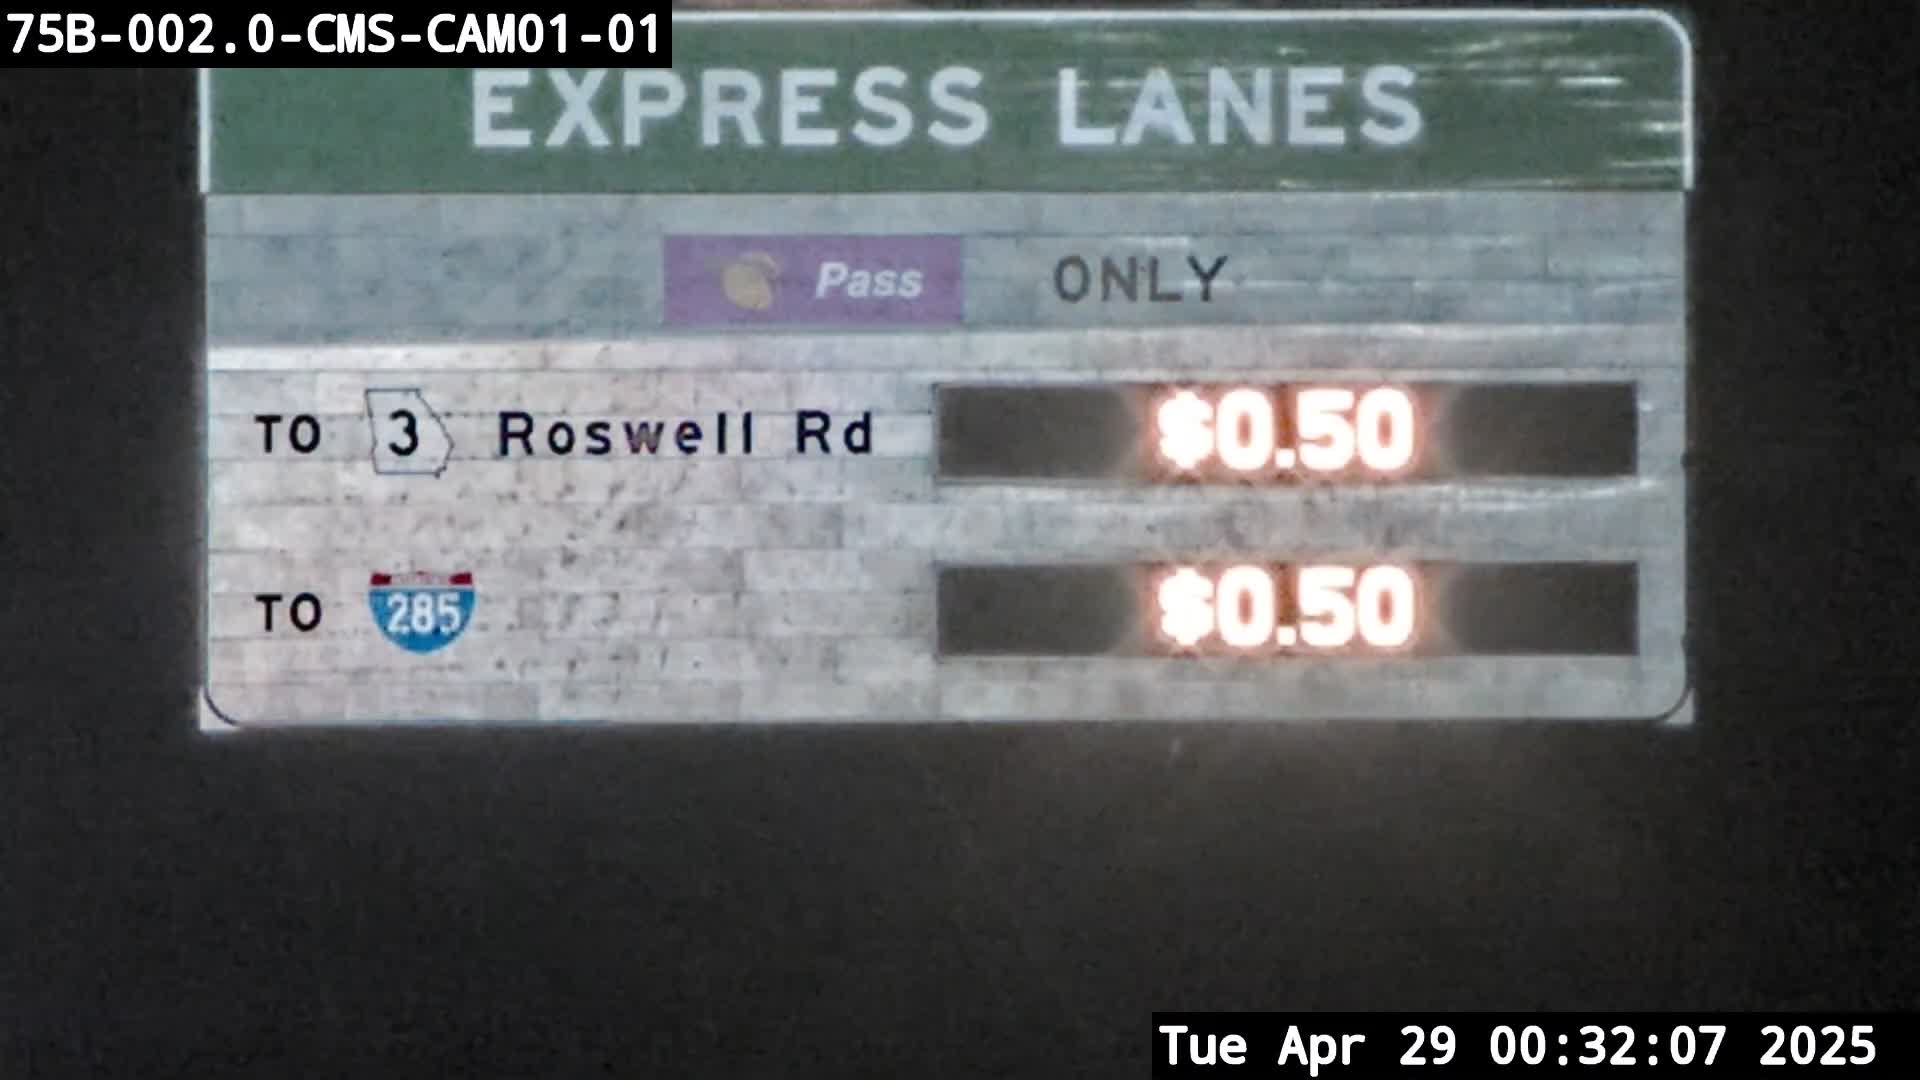 75B-002.0-CMS-CAM01-01
EXPRESS LANES
Pass ONLY
TO 3 Roswell Rd $0.50
TO 285 $0.50
Tue Apr 29 00:32:07 2025